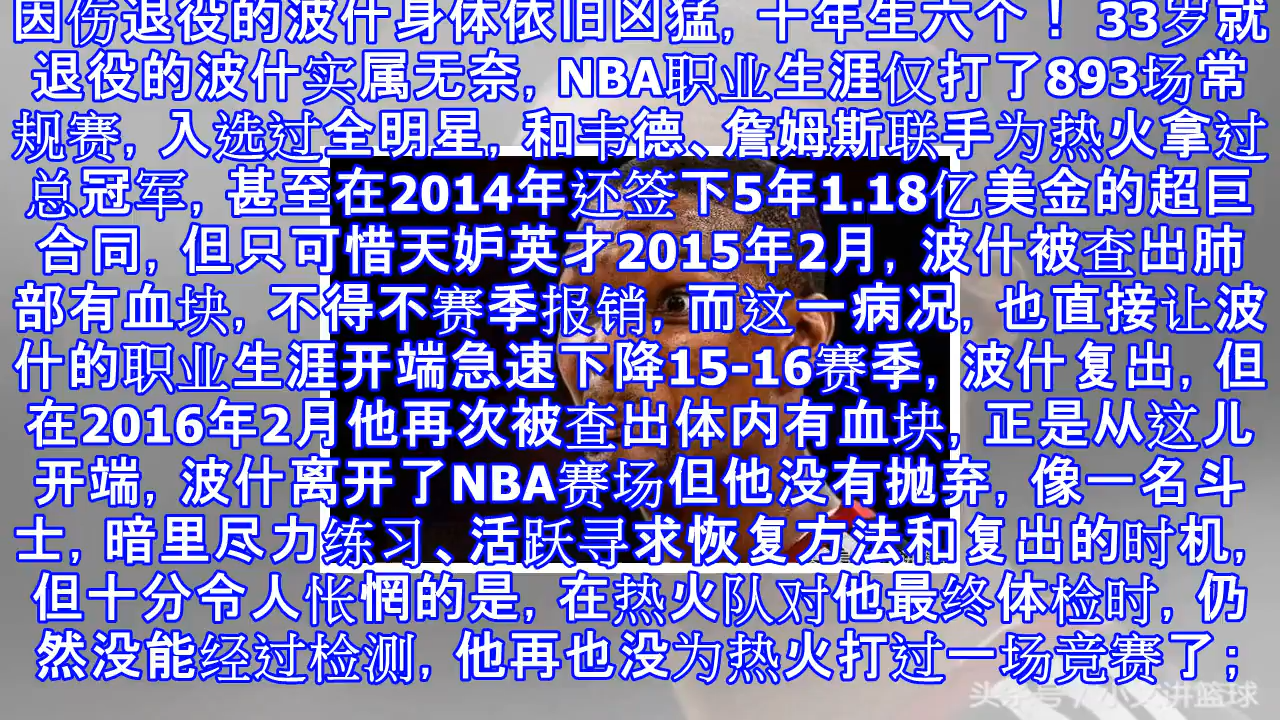 因伤退役的波什身体依旧凶猛，十年生六个！33岁就
退役的波什实属无奈，NBA职业生涯仅打了893场常
规赛，入选过全明星，和韦德、詹姆斯联手为热火拿过
总冠军，甚至在2014年还签下5年1.18亿美金的超巨
合同，但只可惜天妒英才2015年2月，波什被查出肺
部有血块，不得不赛季报销，而这一病况，也直接让波
什的职业生涯开端急速下降15-16赛季，波什复出，但
在2016年2月他再次被查出体内有血块，正是从这儿
开端，波什离开了NBA赛场但他没有抛弃，像一名斗
士，暗里尽力练习、活跃寻求恢复方法和复出的时机，
但十分令人怅惘的是，在热火队对他最终体检时，仍
然没能经过检测，他再也没为热火打过一场竞赛了；